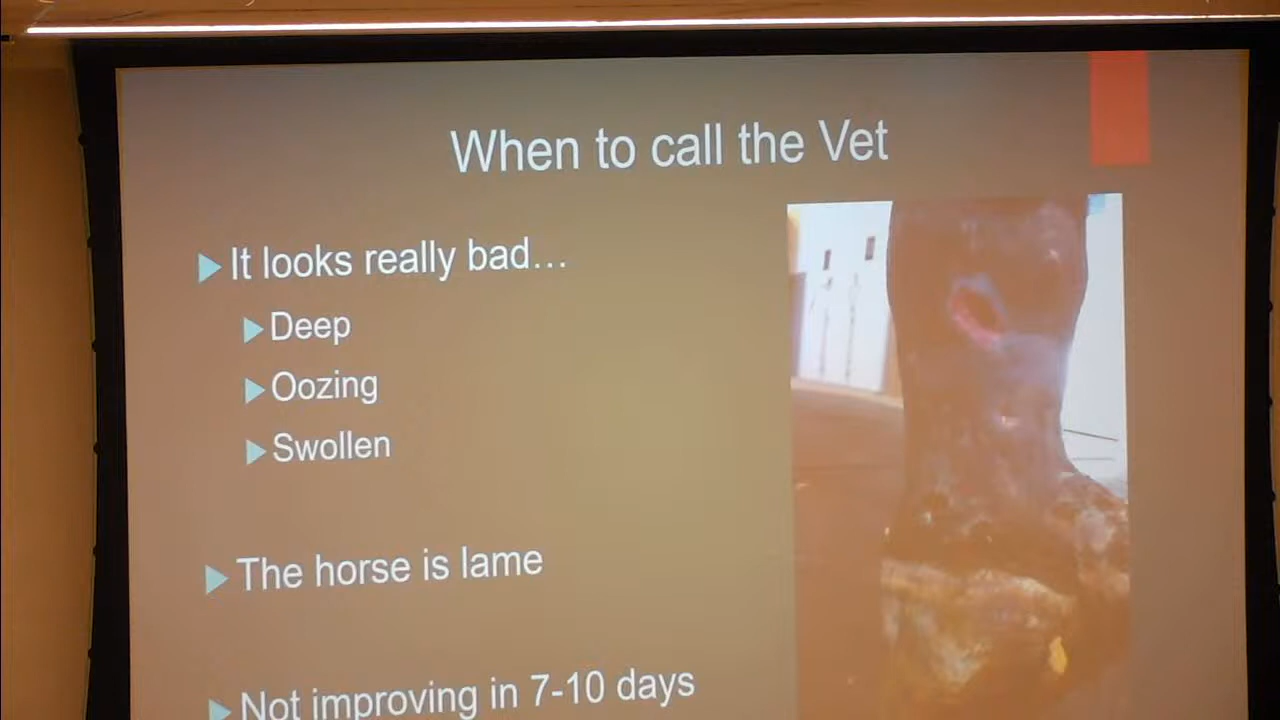 When to call the Vet
It looks really bad...
Deep
Oozing
Swollen
The horse is lame
Not improving in 7-10 days